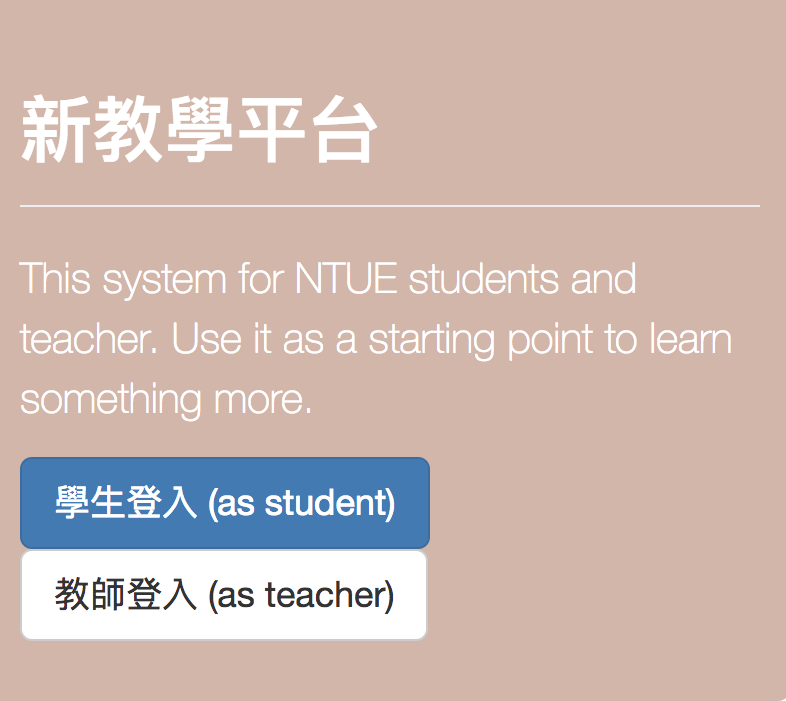 新教學平台
This system for NTUE students and
teacher. Use it as a starting point to learn
something more.
學生登入 (as student)
教師登入 (as teacher)